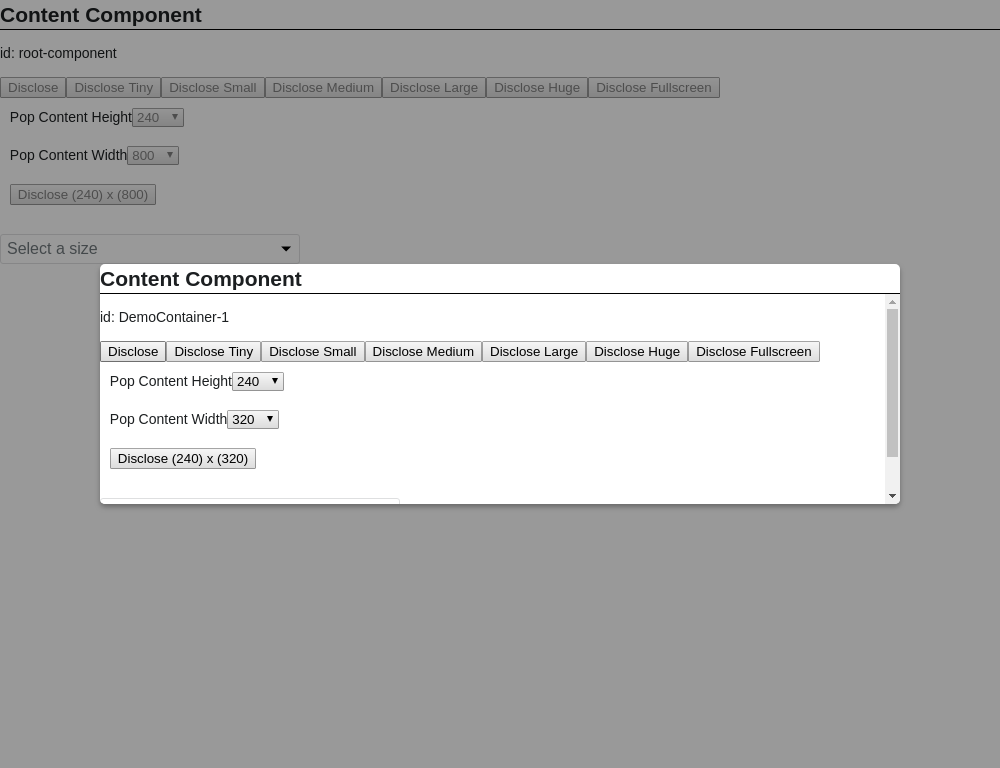 Content Component
id: root-component
Disclose Disclose Tiny Disclose Small Disclose Medium Disclose Large Disclose Huge Disclose Fullscreen
Pop Content Height 240
Pop Content Width 800
Disclose (240) x (800)
Select a size
Content Component
id: DemoContainer-1
Disclose Disclose Tiny Disclose Small Disclose Medium Disclose Large Disclose Huge Disclose Fullscreen
Pop Content Height 240
Pop Content Width 320
Disclose (240) x (320)